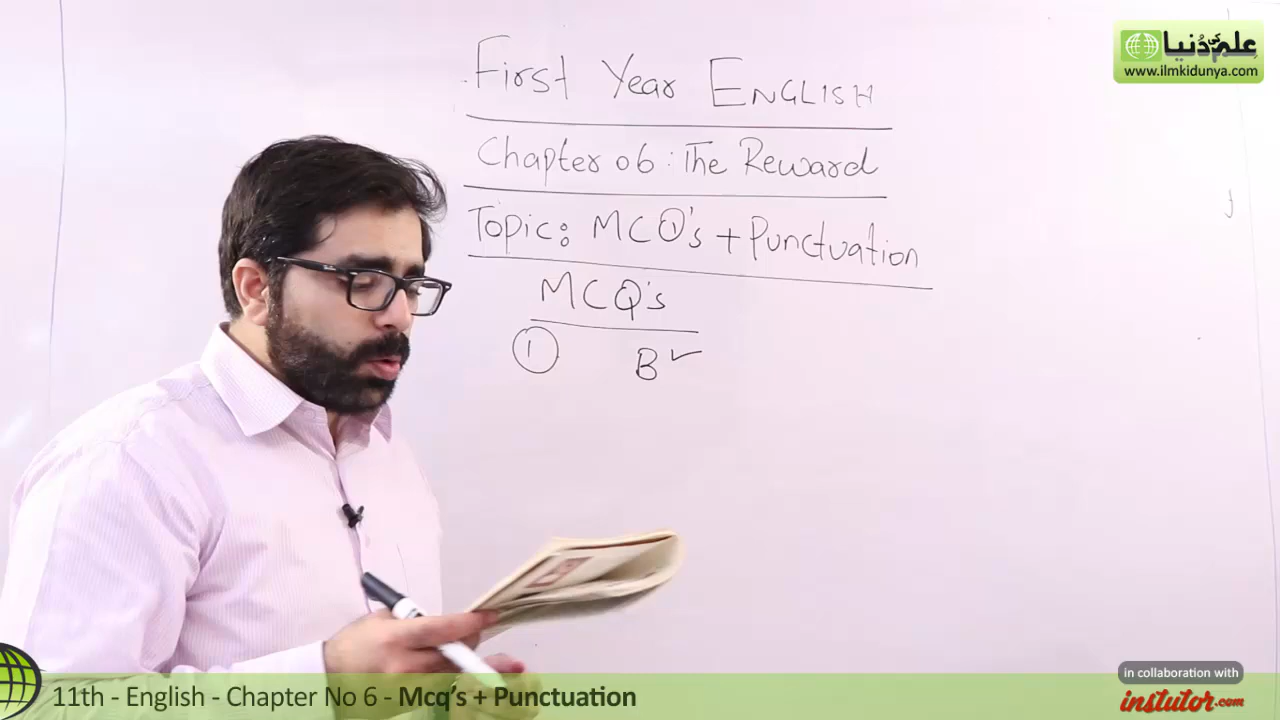 First Year ENGLISH
Chapter 06: The Reward
Topic: MCQ's + Punctuation
MCQ's
1 B ✓
علم کی دنیا
www.ilmkidunya.com
in collaboration with
instutor.com
11th - English - Chapter No 6 - Mcq's + Punctuation